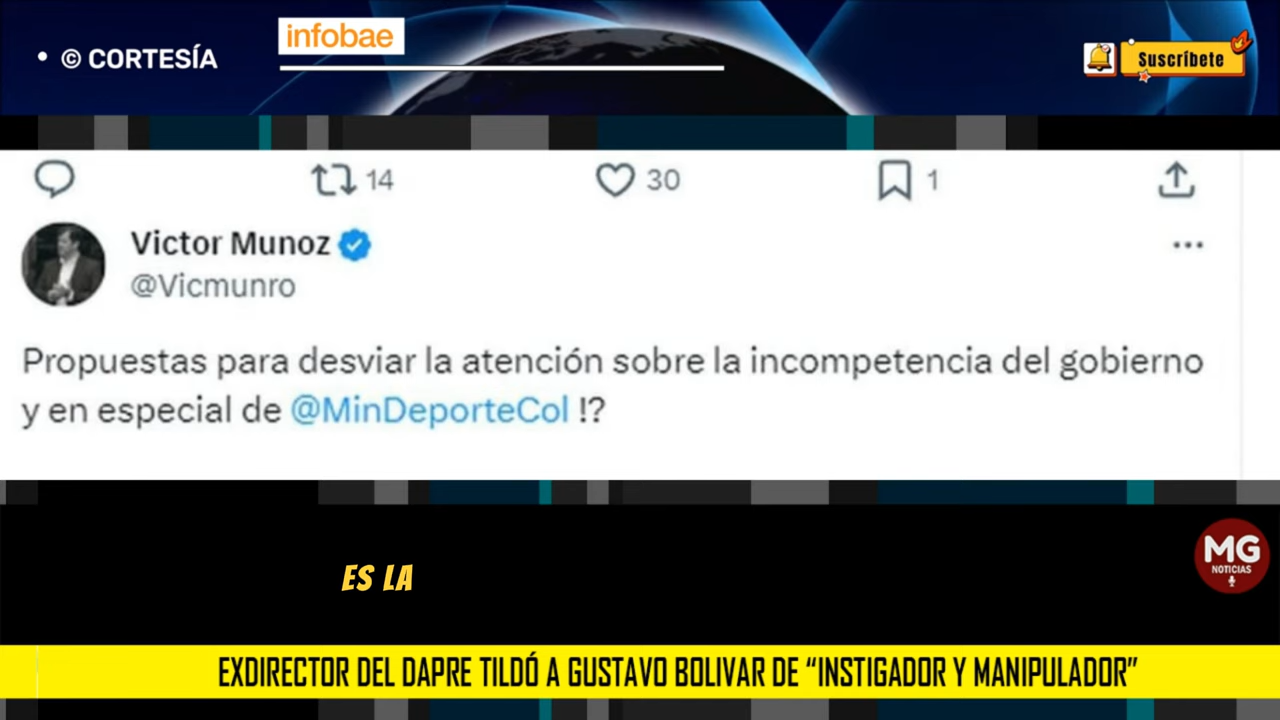 • © CORTESÍA
infobae
Suscríbete
14
30
1
Victor Munoz
@Vicmunro
Propuestas para desviar la atención sobre la incompetencia del gobierno
y en especial de @MinDeporteCol !?
ES LA
MG
NOTICIAS
EXDIRECTOR DEL DAPRE TILDÓ A GUSTAVO BOLIVAR DE “INSTIGADOR Y MANIPULADOR”